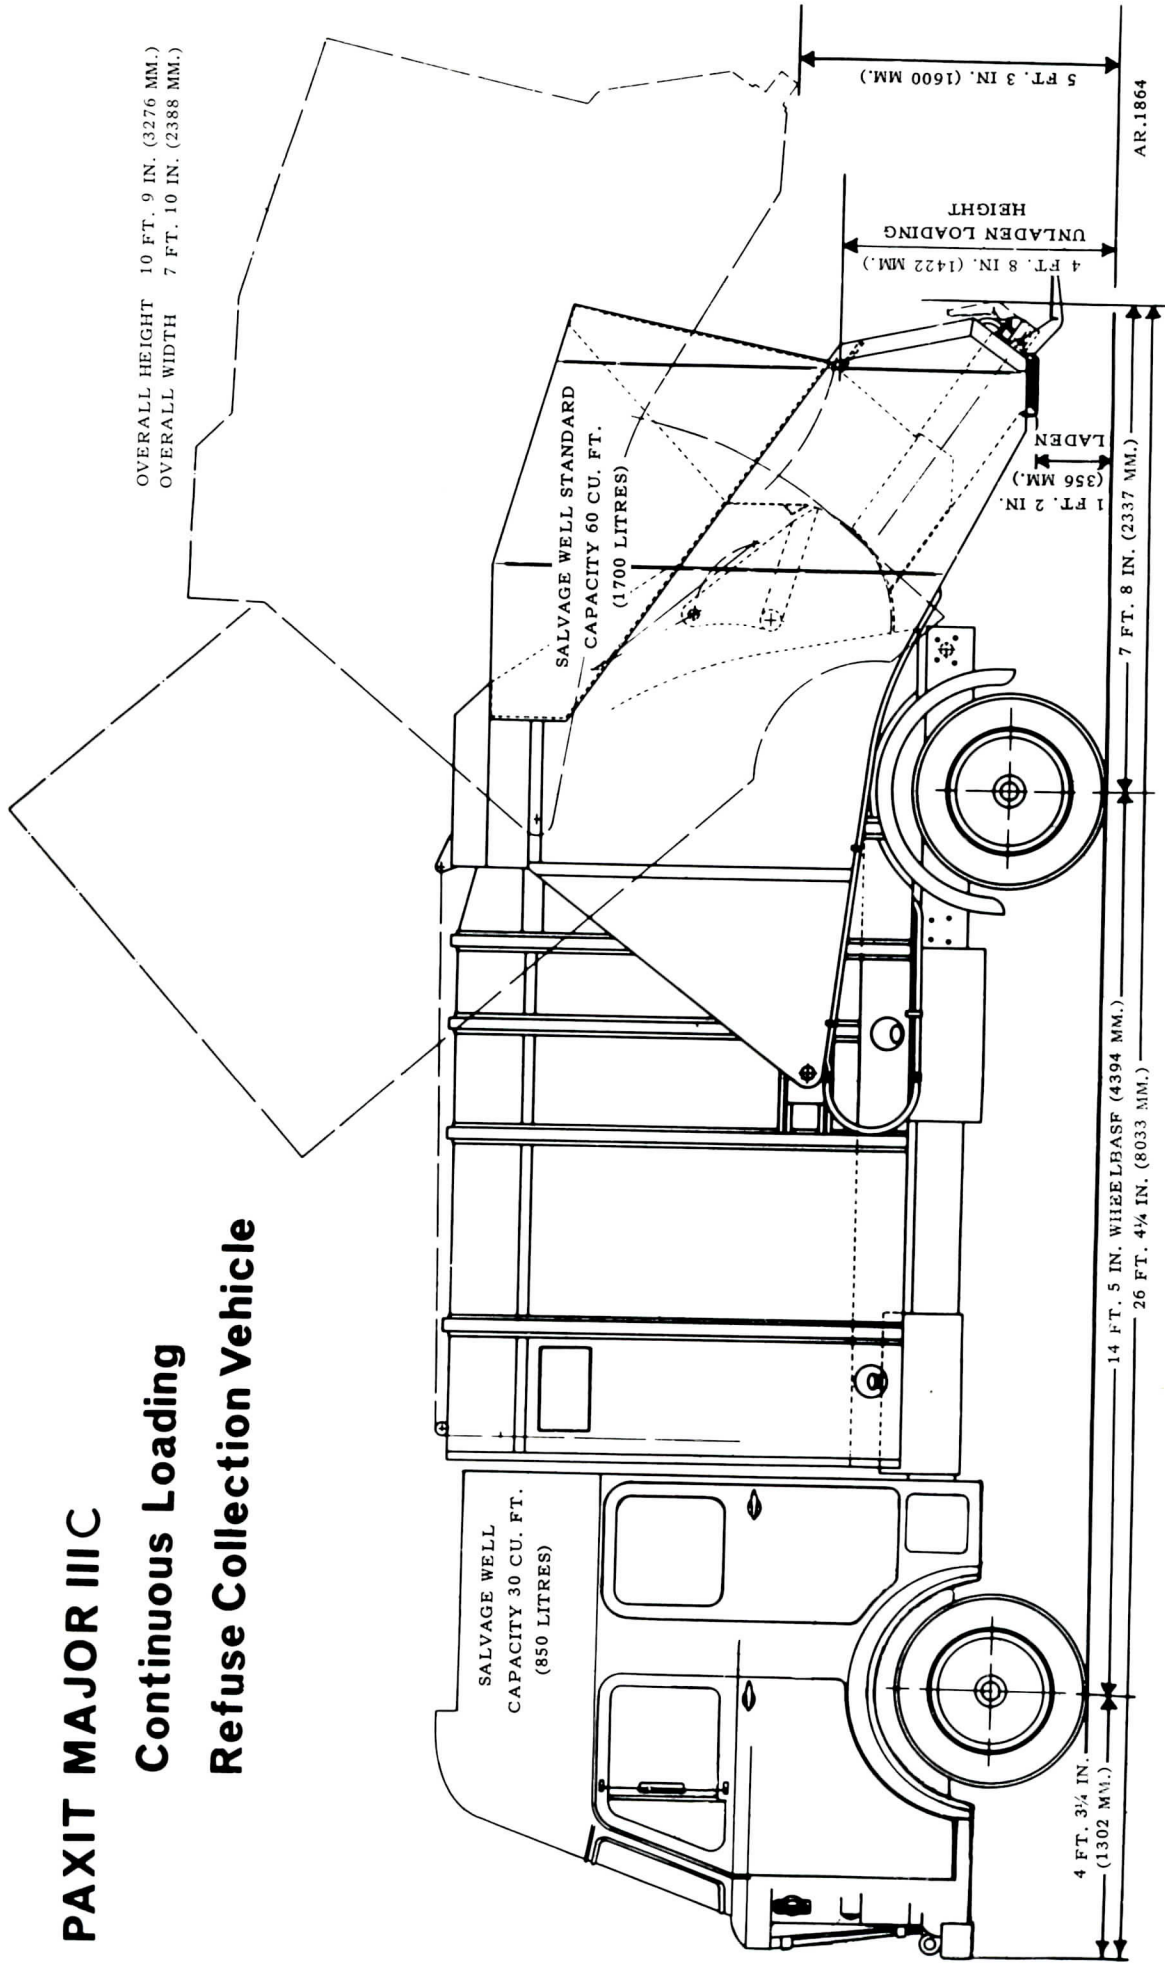 PAXIT MAJOR III C
Continuous Loading
Refuse Collection Vehicle
OVERALL HEIGHT 10 FT. 9 IN. (3276 MM.)
OVERALL WIDTH 7 FT. 10 IN. (2388 MM.)
SALVAGE WELL
CAPACITY 30 CU. FT.
(850 LITRES)
SALVAGE WELL STANDARD
CAPACITY 60 CU. FT.
(1700 LITRES)
5 FT. 3 IN. (1600 MM.)
4 FT. 8 IN. (1422 MM.)
UNLADEN LOADING
HEIGHT
1 FT. 2 IN.
(356 MM.)
LADEN
4 FT. 3¼ IN.
(1302 MM.)
14 FT. 5 IN. WHEELBASE (4394 MM.)
7 FT. 8 IN. (2337 MM.)
26 FT. 4¼ IN. (8033 MM.)
AR.1864